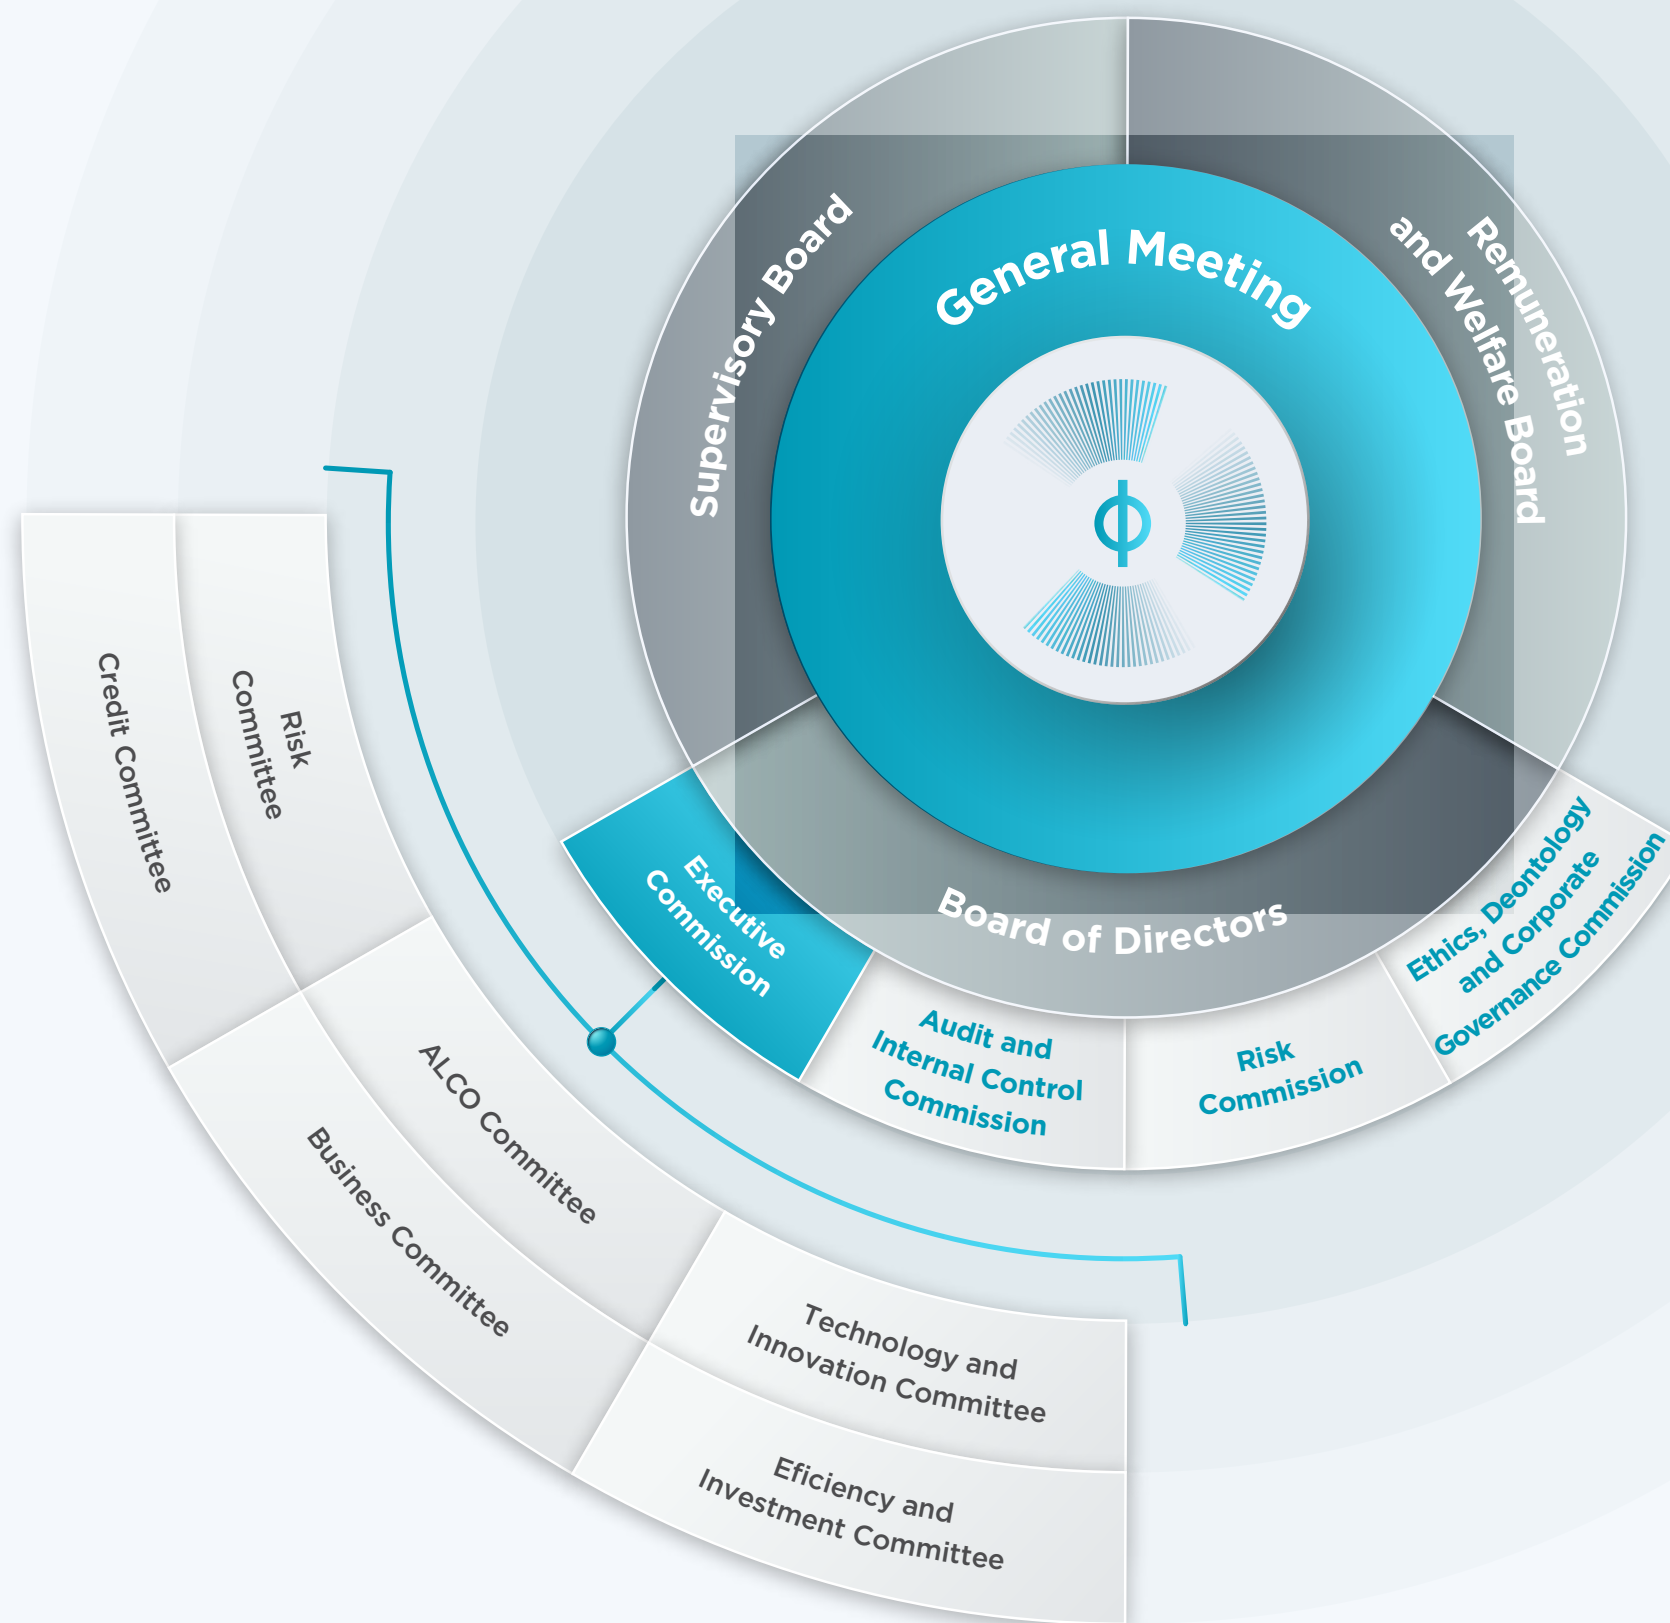 General Meeting
Supervisory Board
Remuneration
and Welfare Board
Board of Directors
Executive
Commission
Audit and
Internal Control
Commission
Risk
Commission
Ethics, Deontology
and Corporate
Governance Commission
Risk
Committee
Credit Committee
ALCO Committee
Business Committee
Technology and
Innovation Committee
Eficiency and
Investment Committee